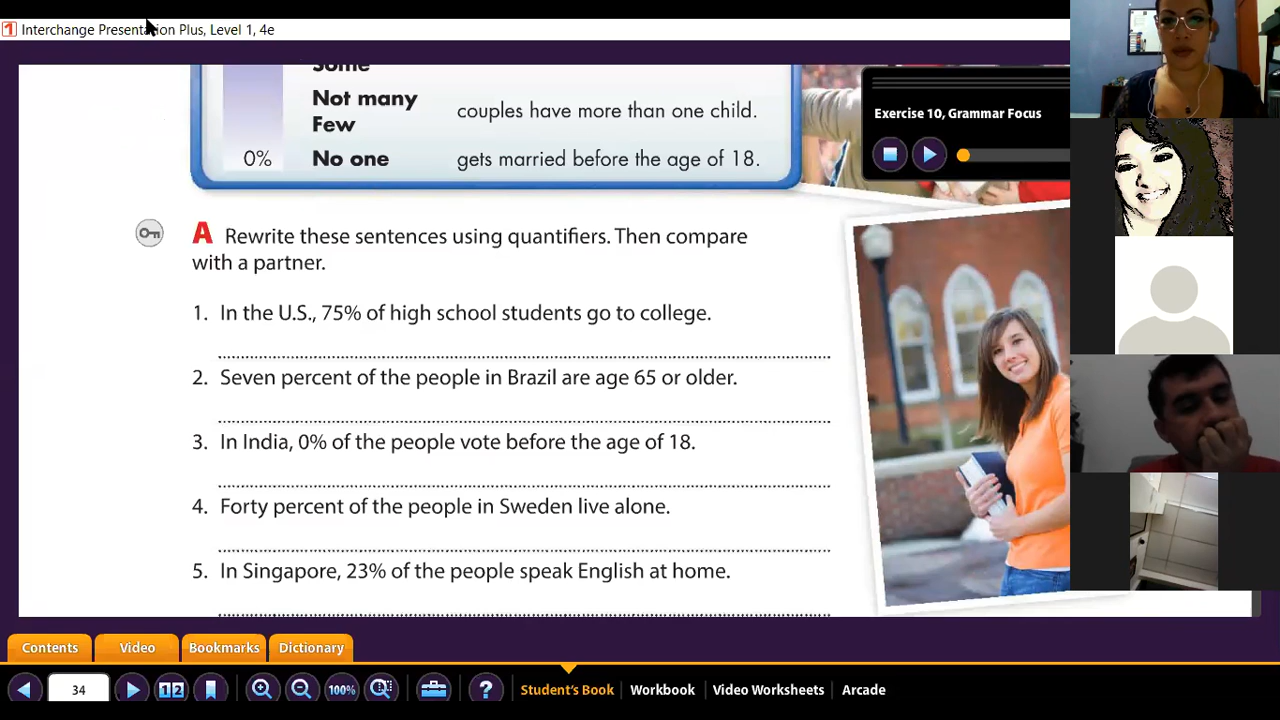 Interchange Presentation Plus, Level 1, 4e
Some
Not many
Few
couples have more than one child.
0% No one gets married before the age of 18.
Exercise 10, Grammar Focus
A Rewrite these sentences using quantifiers. Then compare
with a partner.
1. In the U.S., 75% of high school students go to college.
2. Seven percent of the people in Brazil are age 65 or older.
3. In India, 0% of the people vote before the age of 18.
4. Forty percent of the people in Sweden live alone.
5. In Singapore, 23% of the people speak English at home.
Contents Video Bookmarks Dictionary
34 12 100% ? Student's Book Workbook Video Worksheets Arcade